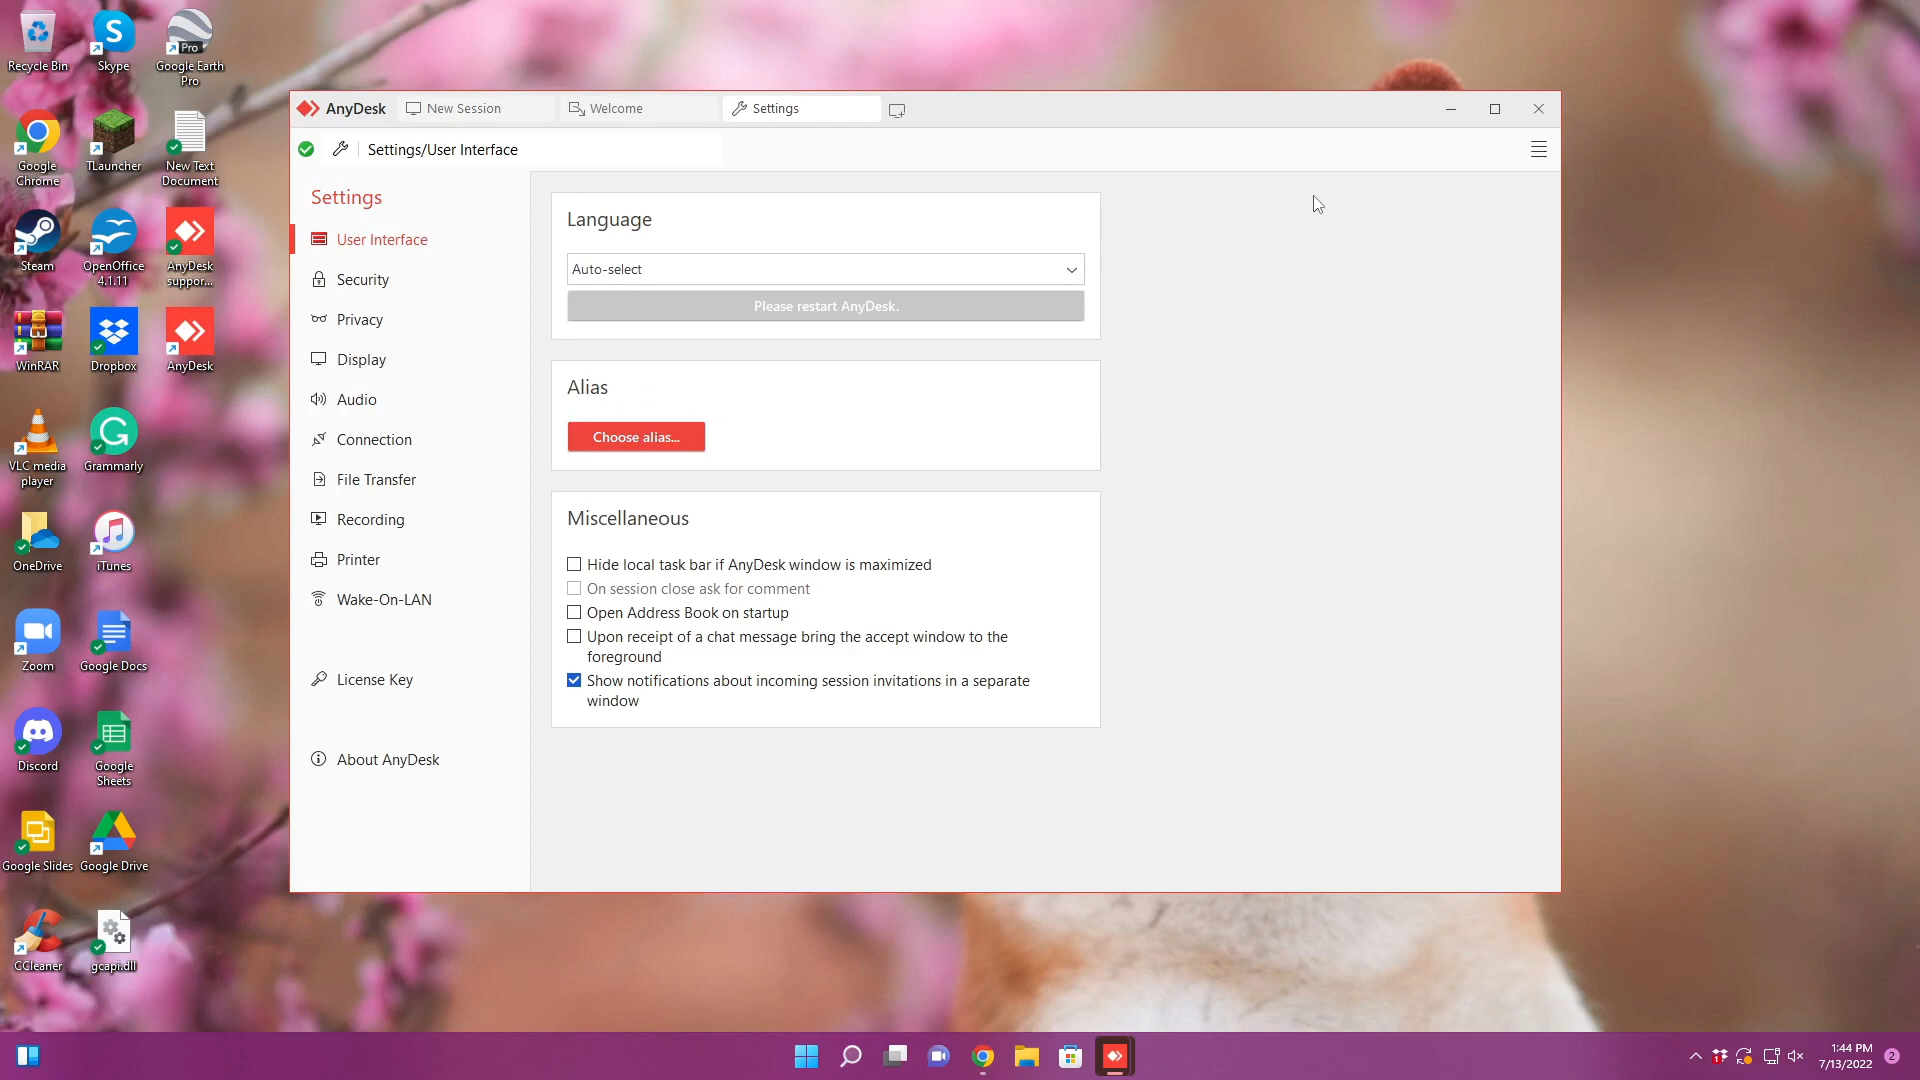 Recycle Bin
Skype
Google Earth
Pro
Google
Chrome
TLauncher
New Text
Document
Steam
OpenOffice
4.1.11
AnyDesk
suppor...
WinRAR
Dropbox
AnyDesk
VLC media
player
Grammarly
OneDrive
iTunes
Zoom
Google Docs
Discord
Google
Sheets
Google Slides
Google Drive
CCleaner
gcapi.dll
AnyDesk
New Session
Welcome
Settings
Settings/User Interface
Settings
User Interface
Security
Privacy
Display
Audio
Connection
File Transfer
Recording
Printer
Wake-On-LAN
License Key
About AnyDesk
Language
Auto-select
Please restart AnyDesk.
Alias
Choose alias...
Miscellaneous
Hide local task bar if AnyDesk window is maximized
On session close ask for comment
Open Address Book on startup
Upon receipt of a chat message bring the accept window to the
foreground
Show notifications about incoming session invitations in a separate
window
1:44 PM
7/13/2022
2